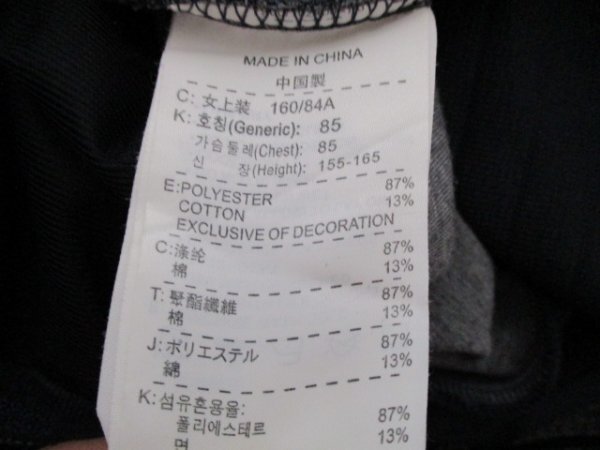 MADE IN CHINA
中国製
C: 女上装 160/84A
K: 호칭(Generic): 85
가슴둘레(Chest): 85
신 장(Height): 155-165
E:POLYESTER 87%
COTTON 13%
EXCLUSIVE OF DECORATION
C:涤纶 87%
棉 13%
T: 聚酯纖維 87%
棉 13%
J:ポリエステル 87%
綿 13%
K:섬유혼용율:
폴리에스테르 87%
면 13%